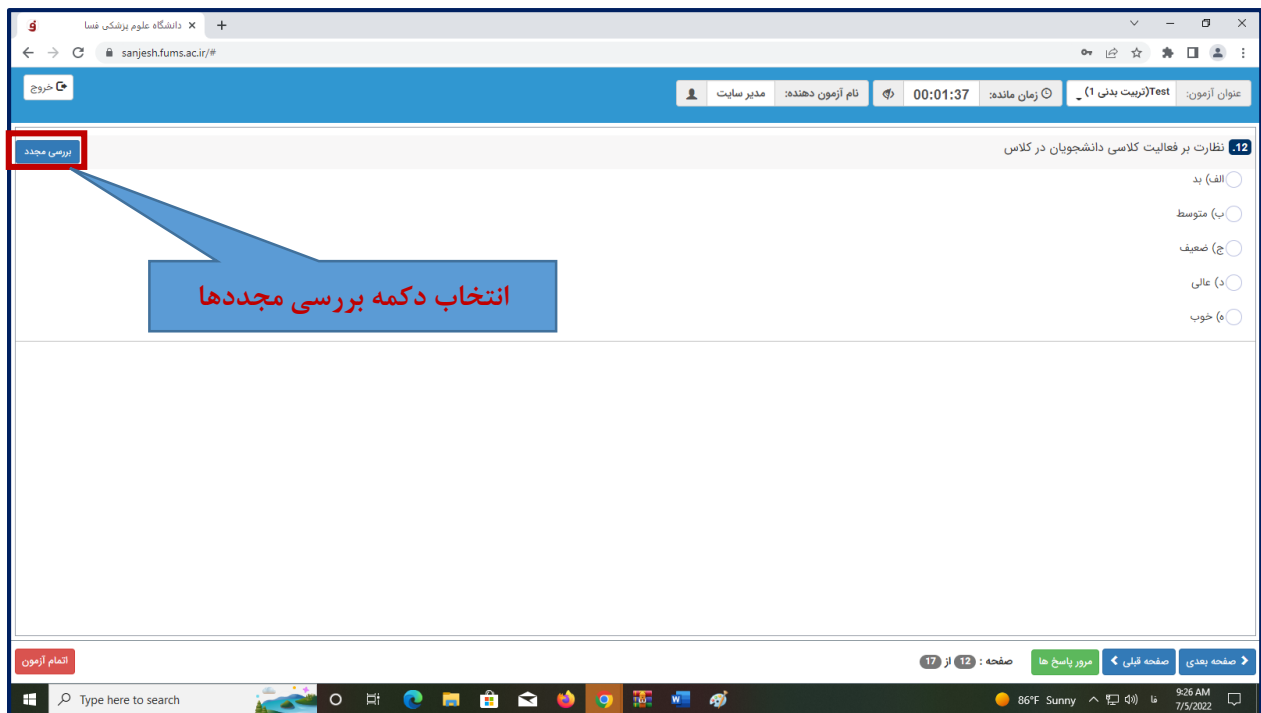 دانشگاه علوم پزشکی فسا
sanjesh.fums.ac.ir/#
عنوان آزمون: Test(تربیت بدنی 1) زمان مانده: 00:01:37 نام آزمون دهنده: مدیر سایت خروج
12. نظارت بر فعالیت کلاسی دانشجویان در کلاس بررسی مجدد
الف) بد
ب) متوسط
ج) ضعیف
د) عالی
ه) خوب
انتخاب دکمه بررسی مجددها
صفحه بعدی صفحه قبلی مرور پاسخ ها صفحه : 12 از 17 اتمام آزمون
Type here to search 86°F Sunny فا 9:26 AM
7/5/2022